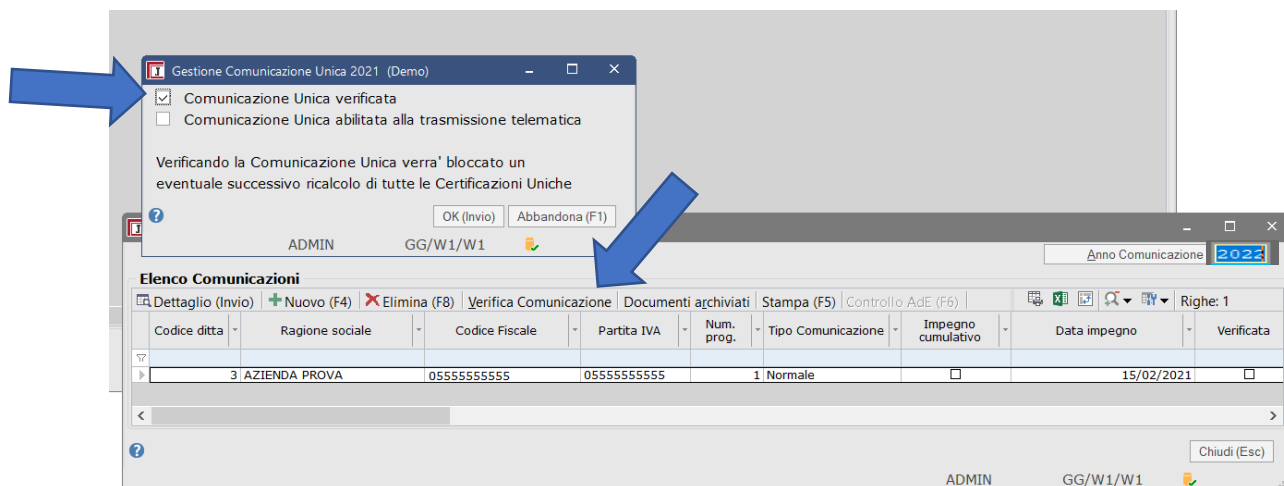 Gestione Comunicazione Unica 2021 (Demo)
Comunicazione Unica verificata
Comunicazione Unica abilitata alla trasmissione telematica
Verificando la Comunicazione Unica verra' bloccato un
eventuale successivo ricalcolo di tutte le Certificazioni Uniche
OK (Invio) Abbandona (F1)
ADMIN GG/W1/W1
Anno Comunicazione 2022
Elenco Comunicazioni
Dettaglio (Invio) Nuovo (F4) Elimina (F8) Verifica Comunicazione Documenti archiviati Stampa (F5) Controllo AdE (F6) Righe: 1
Codice ditta Ragione sociale Codice Fiscale Partita IVA Num. prog. Tipo Comunicazione Impegno cumulativo Data impegno Verificata
3 AZIENDA PROVA 05555555555 05555555555 1 Normale 15/02/2021
Chiudi (Esc)
ADMIN GG/W1/W1